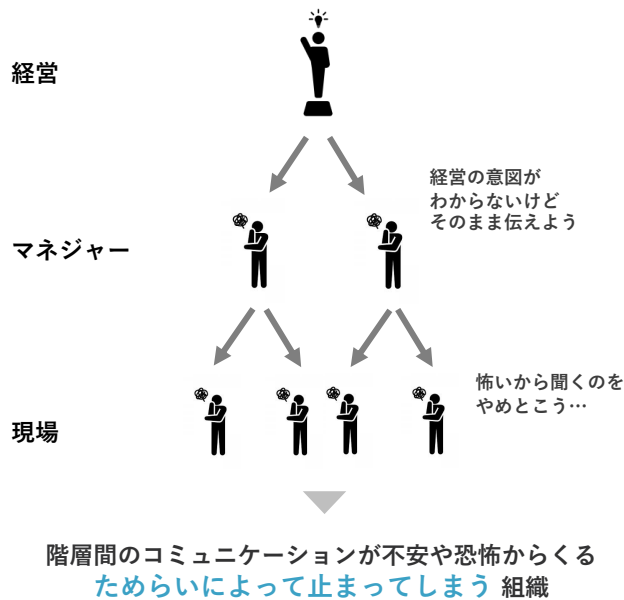 経営
経営の意図が
わからないけど
そのまま伝えよう
マネジャー
怖いから聞くのを
やめとこう…
現場
階層間のコミュニケーションが不安や恐怖からくる
ためらいによって止まってしまう 組織